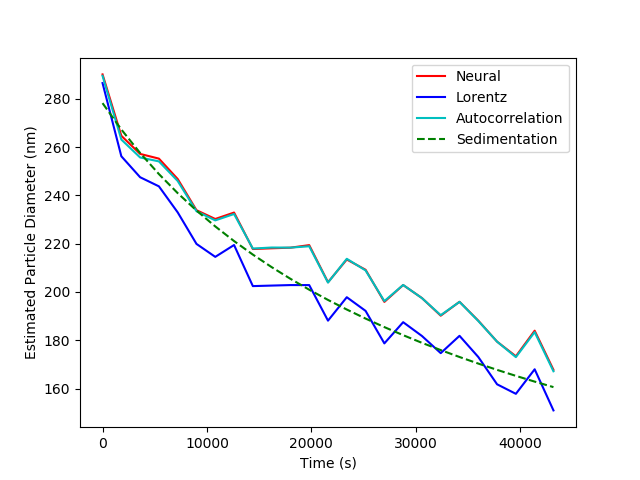 Neural
Lorentz
Autocorrelation
Sedimentation
Estimated Particle Diameter (nm)
280
260
240
220
200
180
160
0 10000 20000 30000 40000
Time (s)